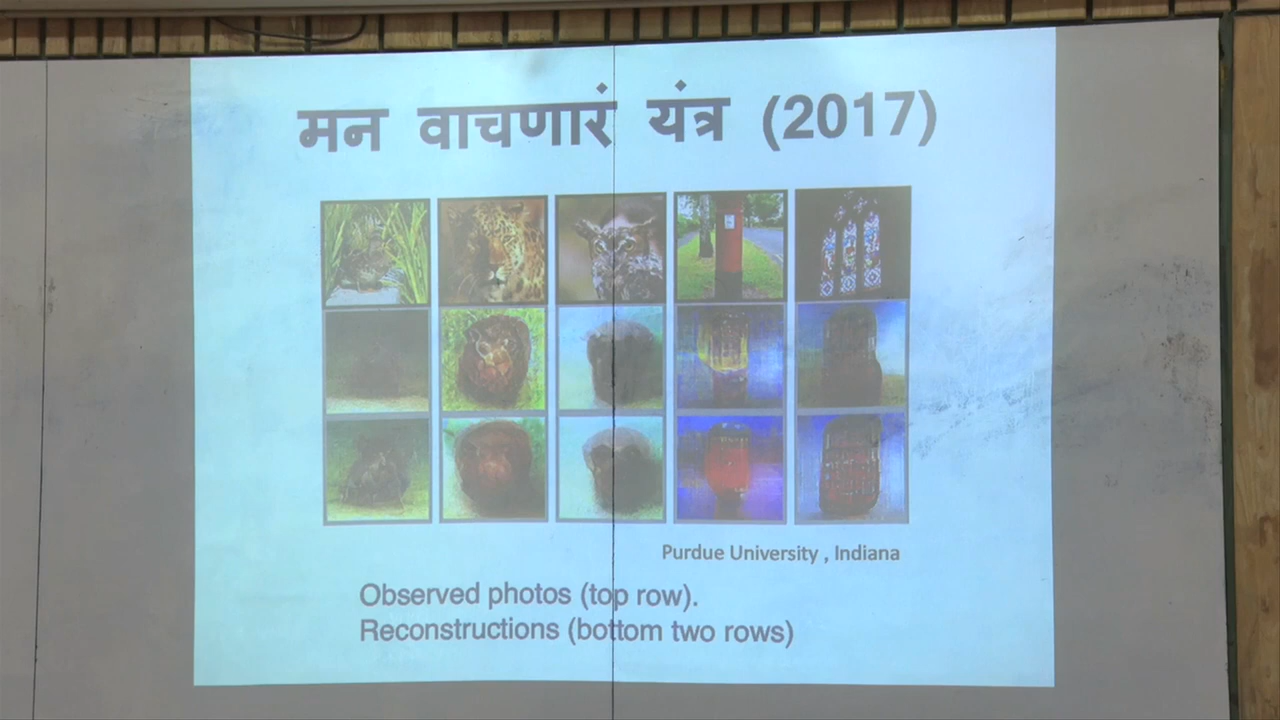 मन वाचणारं यंत्र (2017)
Purdue University , Indiana
Observed photos (top row).
Reconstructions (bottom two rows)